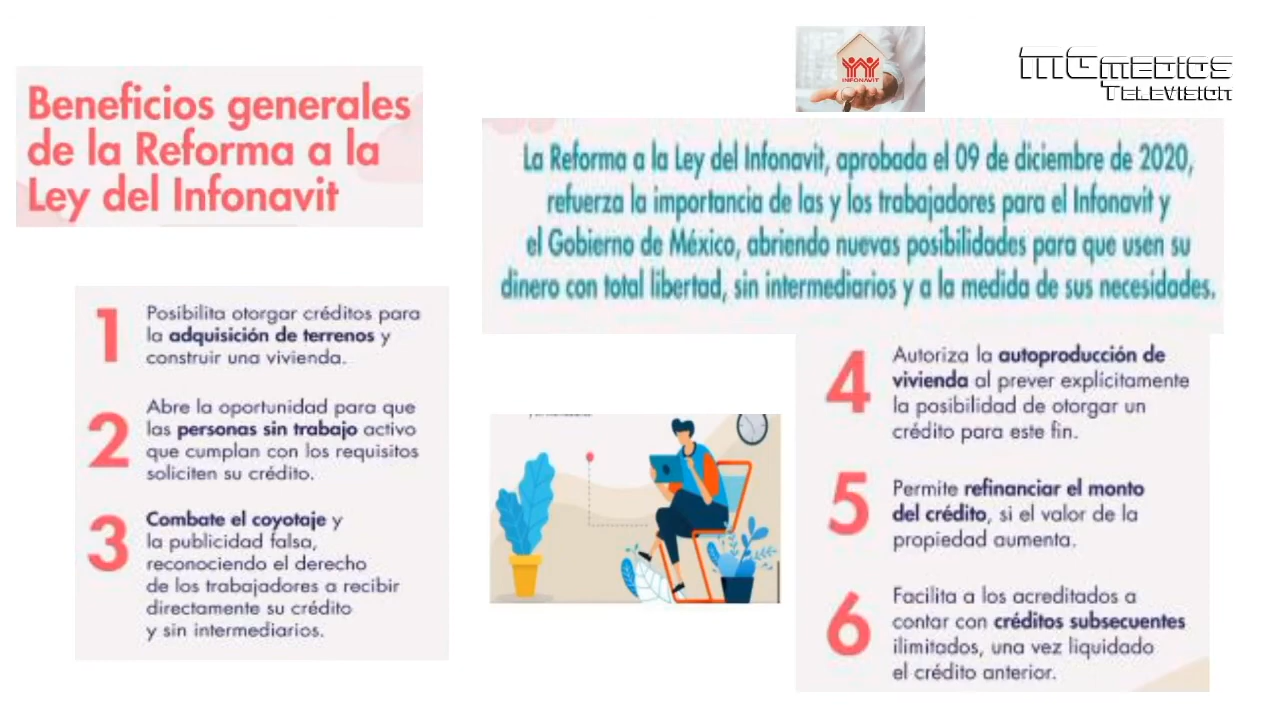 Beneficios generales
de la Reforma a la
Ley del Infonavit
INFONAVIT
MGMEDIOS
TELEVISION
La Reforma a la Ley del Infonavit, aprobada el 09 de diciembre de 2020,
refuerza la importancia de las y los trabajadores para el Infonavit y
el Gobierno de México, abriendo nuevas posibilidades para que usen su
dinero con total libertad, sin intermediarios y a la medida de sus necesidades.
1
Posibilita otorgar créditos para
la adquisición de terrenos y
construir una vivienda.
2
Abre la oportunidad para que
las personas sin trabajo activo
que cumplan con los requisitos
soliciten su crédito.
3
Combate el coyotaje y
la publicidad falsa,
reconociendo el derecho
de los trabajadores a recibir
directamente su crédito
y sin intermediarios.
4
Autoriza la autoproducción de
vivienda al prever explícitamente
la posibilidad de otorgar un
crédito para este fin.
5
Permite refinanciar el monto
del crédito, si el valor de la
propiedad aumenta.
6
Facilita a los acreditados a
contar con créditos subsecuentes
ilimitados, una vez liquidado
el crédito anterior.